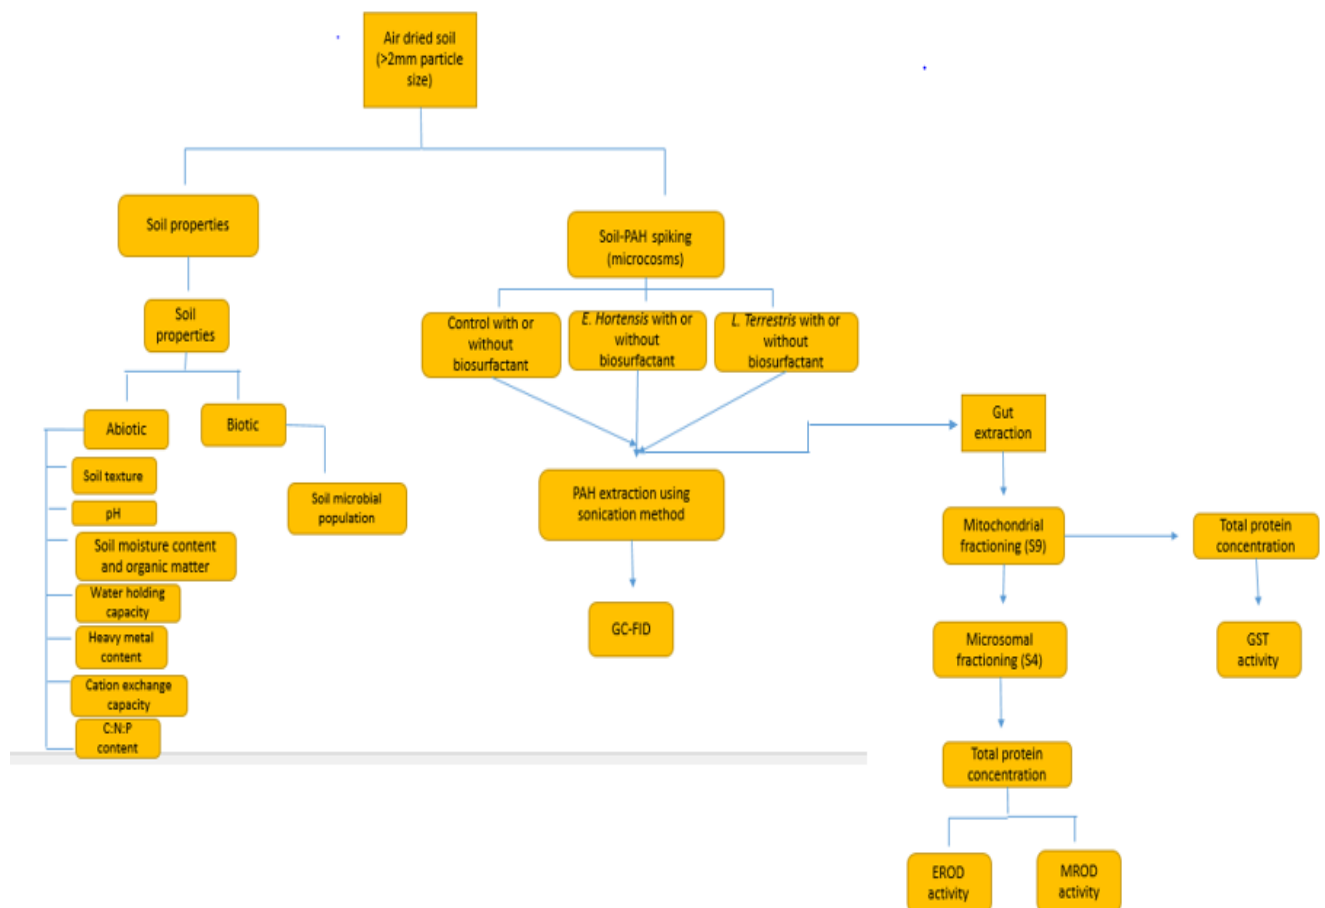 Air dried soil
(>2mm particle
size)
Soil properties
Soil-PAH spiking
(microcosms)
Soil
properties
Control with or
without
biosurfactant
E. Hortensis with or
without
biosurfactant
L. Terrestris with or
without
biosurfactant
Abiotic
Biotic
Soil texture
pH
Soil moisture content
and organic matter
Water holding
capacity
Heavy metal
content
Cation exchange
capacity
C:N:P
content
Soil microbial
population
PAH extraction using
sonication method
GC-FID
Gut
extraction
Mitochondrial
fractioning (S9)
Total protein
concentration
GST
activity
Microsomal
fractioning (S4)
Total protein
concentration
EROD
activity
MROD
activity